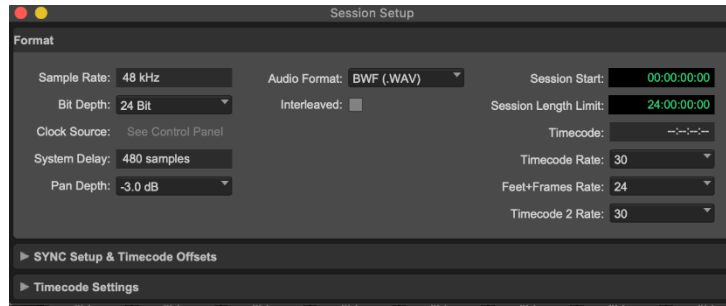 Session Setup
Format
Sample Rate: 48 kHz
Bit Depth: 24 Bit
Clock Source: See Control Panel
System Delay: 480 samples
Pan Depth: -3.0 dB
Audio Format: BWF (.WAV)
Interleaved:
Session Start: 00:00:00:00
Session Length Limit: 24:00:00:00
Timecode: --:--:--:--
Timecode Rate: 30
Feet+Frames Rate: 24
Timecode 2 Rate: 30
SYNC Setup & Timecode Offsets
Timecode Settings